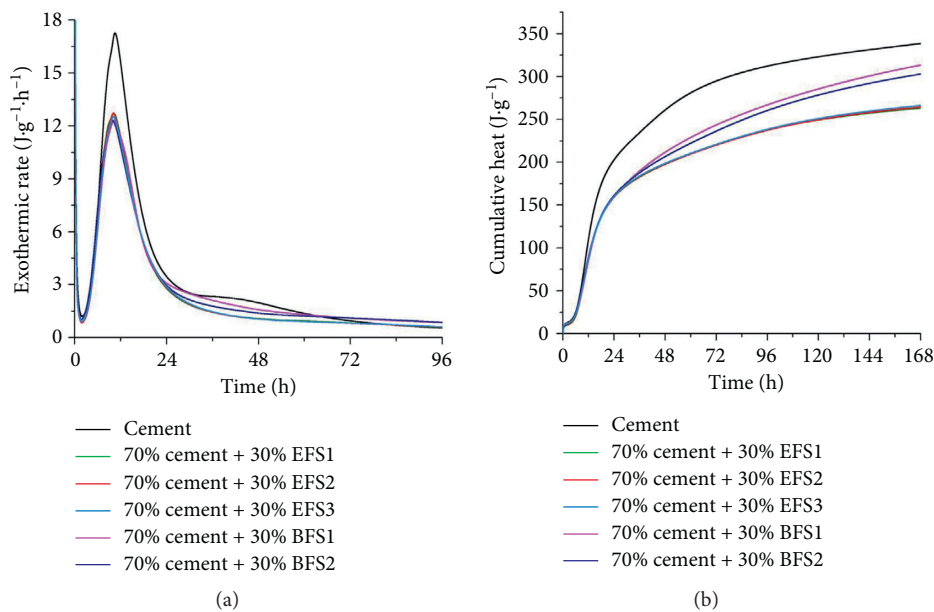 18
15
12
9
6
3
0
Exothermic rate (J·g−1·h−1)
0 24 48 72 96
Time (h)
Cement
70% cement + 30% EFS1
70% cement + 30% EFS2
70% cement + 30% EFS3
70% cement + 30% BFS1
70% cement + 30% BFS2
(a)
350
300
250
200
150
100
50
0
Cumulative heat (J·g−1)
0 24 48 72 96 120 144 168
Time (h)
Cement
70% cement + 30% EFS1
70% cement + 30% EFS2
70% cement + 30% EFS3
70% cement + 30% BFS1
70% cement + 30% BFS2
(b)